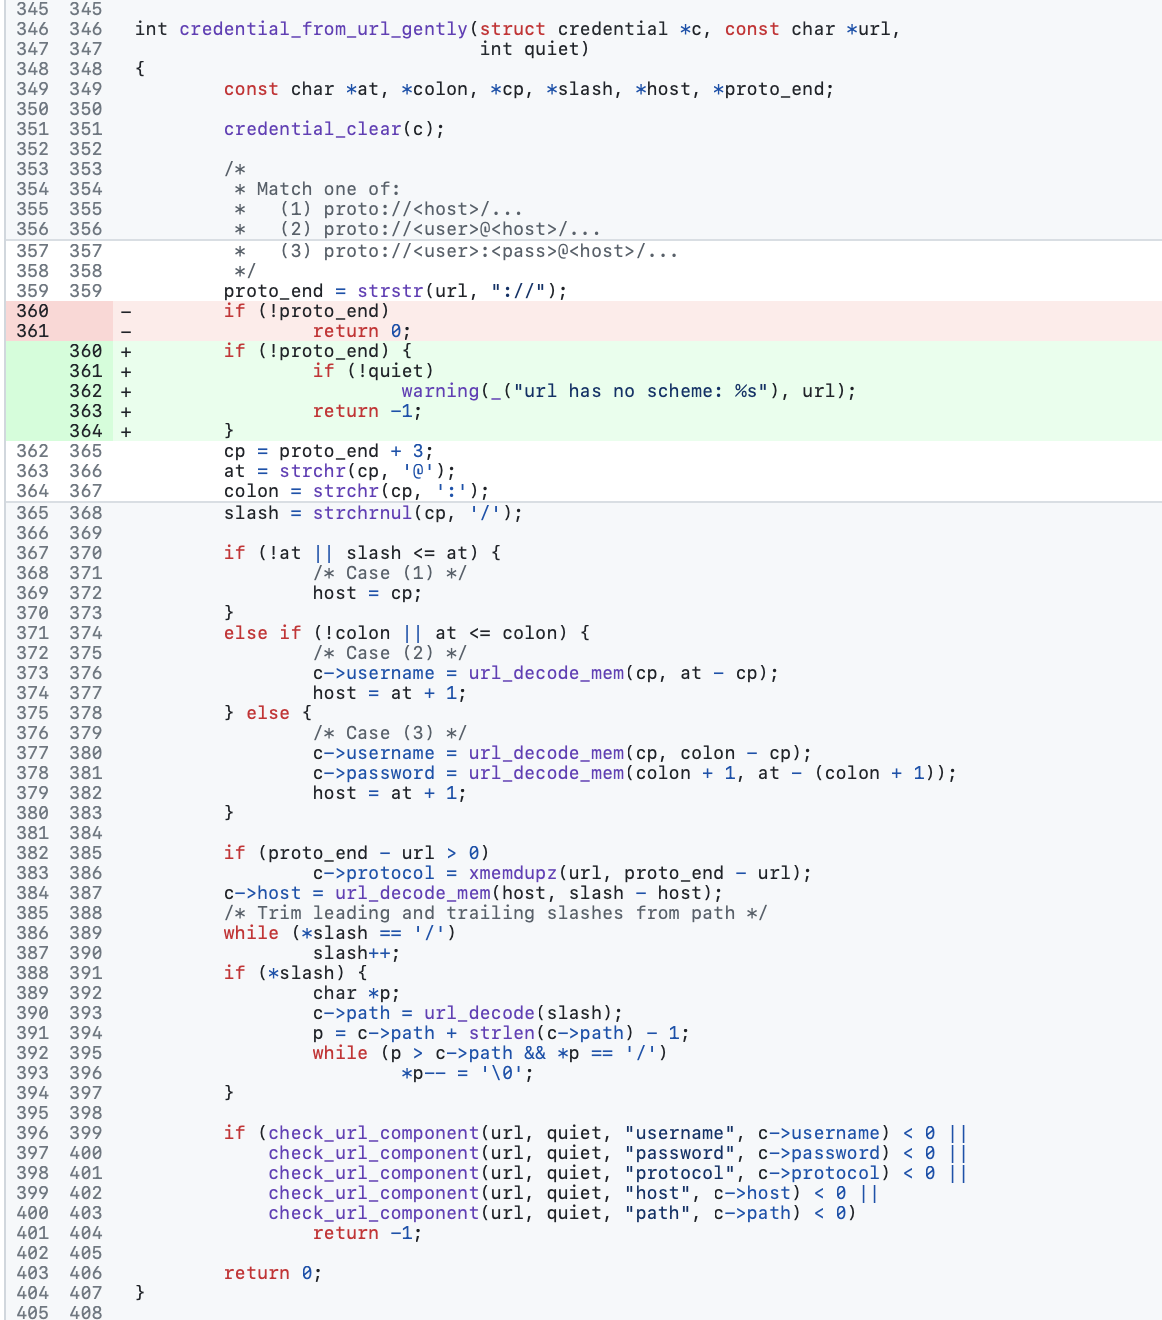 345 345
346 346 int credential_from_url_gently(struct credential *c, const char *url,
347 347 int quiet)
348 348 {
349 349 const char *at, *colon, *cp, *slash, *host, *proto_end;
350 350
351 351 credential_clear(c);
352 352
353 353 /*
354 354 * Match one of:
355 355 * (1) proto://<host>/...
356 356 * (2) proto://<user>@<host>/...
357 357 * (3) proto://<user>:<pass>@<host>/...
358 358 */
359 359 proto_end = strstr(url, "://");
360 - if (!proto_end)
361 - return 0;
360 + if (!proto_end) {
361 + if (!quiet)
362 + warning(_("url has no scheme: %s"), url);
363 + return -1;
364 + }
362 365 cp = proto_end + 3;
363 366 at = strchr(cp, '@');
364 367 colon = strchr(cp, ':');
365 368 slash = strchrnul(cp, '/');
366 369
367 370 if (!at || slash <= at) {
368 371 /* Case (1) */
369 372 host = cp;
370 373 }
371 374 else if (!colon || at <= colon) {
372 375 /* Case (2) */
373 376 c->username = url_decode_mem(cp, at - cp);
374 377 host = at + 1;
375 378 } else {
376 379 /* Case (3) */
377 380 c->username = url_decode_mem(cp, colon - cp);
378 381 c->password = url_decode_mem(colon + 1, at - (colon + 1));
379 382 host = at + 1;
380 383 }
381 384
382 385 if (proto_end - url > 0)
383 386 c->protocol = xmemdupz(url, proto_end - url);
384 387 c->host = url_decode_mem(host, slash - host);
385 388 /* Trim leading and trailing slashes from path */
386 389 while (*slash == '/')
387 390 slash++;
388 391 if (*slash) {
389 392 char *p;
390 393 c->path = url_decode(slash);
391 394 p = c->path + strlen(c->path) - 1;
392 395 while (p > c->path && *p == '/')
393 396 *p-- = '\0';
394 397 }
395 398
396 399 if (check_url_component(url, quiet, "username", c->username) < 0 ||
397 400 check_url_component(url, quiet, "password", c->password) < 0 ||
398 401 check_url_component(url, quiet, "protocol", c->protocol) < 0 ||
399 402 check_url_component(url, quiet, "host", c->host) < 0 ||
400 403 check_url_component(url, quiet, "path", c->path) < 0)
401 404 return -1;
402 405
403 406 return 0;
404 407 }
405 408